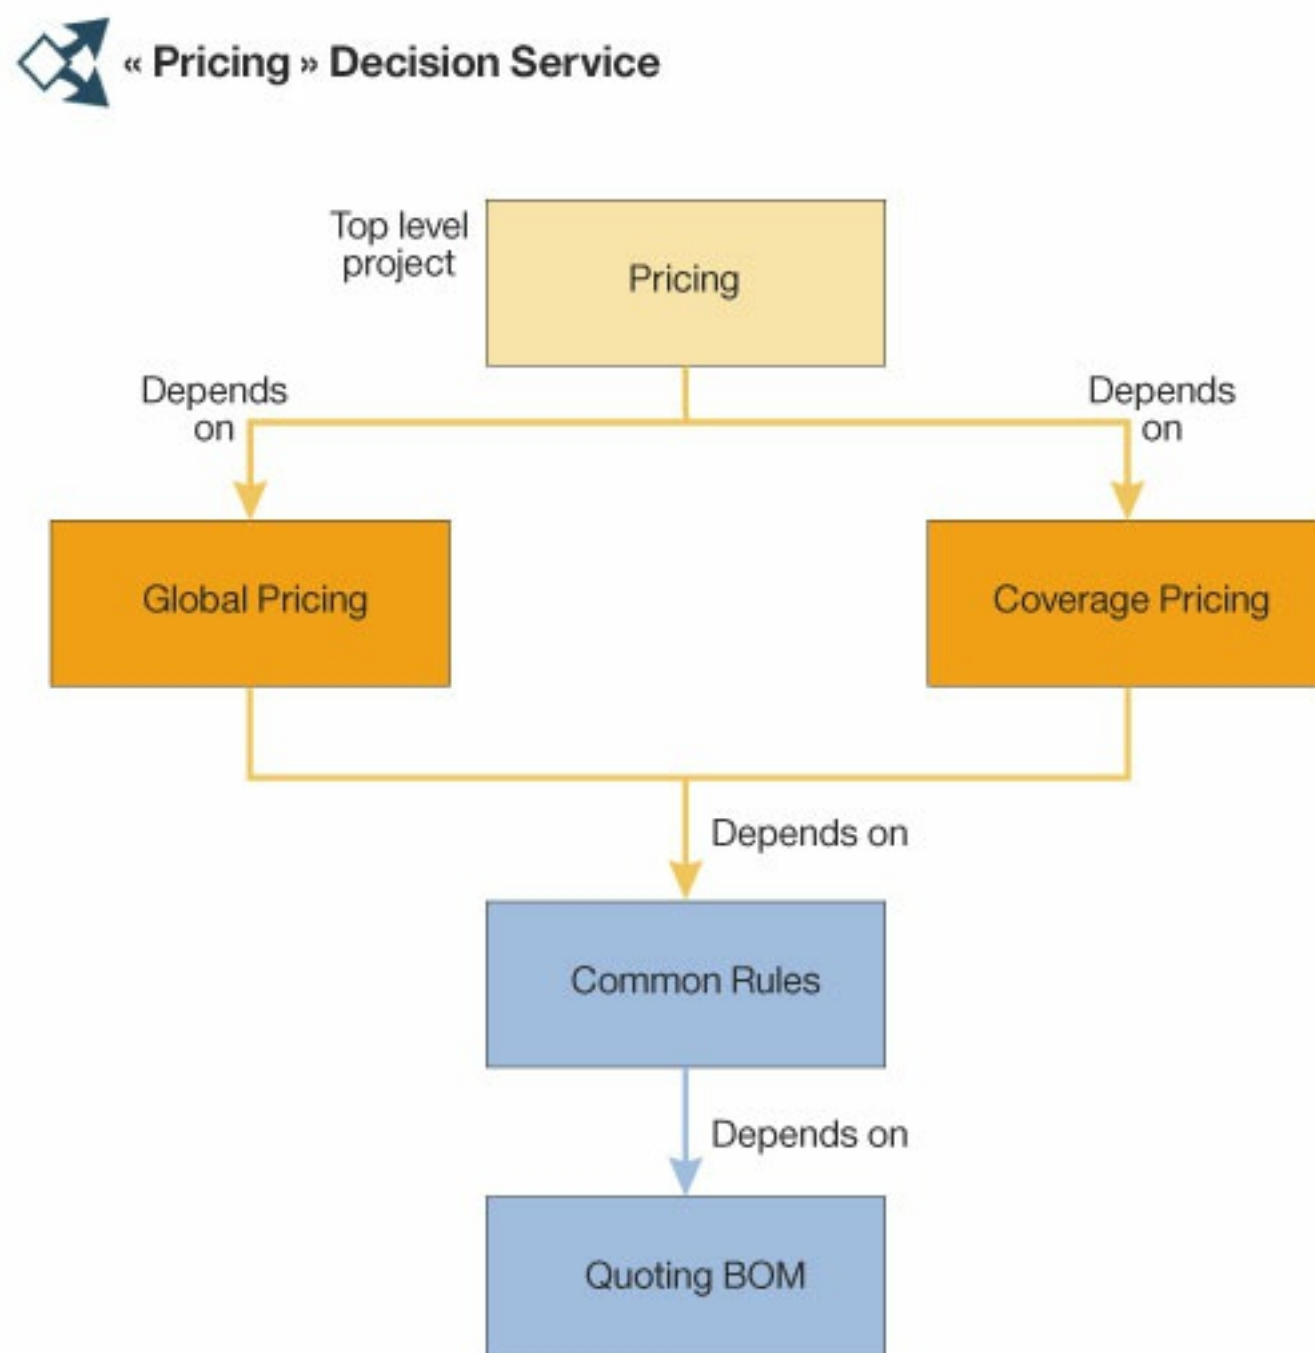 « Pricing » Decision Service
Top level
project
Pricing
Depends
on
Depends
on
Global Pricing
Coverage Pricing
Depends on
Common Rules
Depends on
Quoting BOM